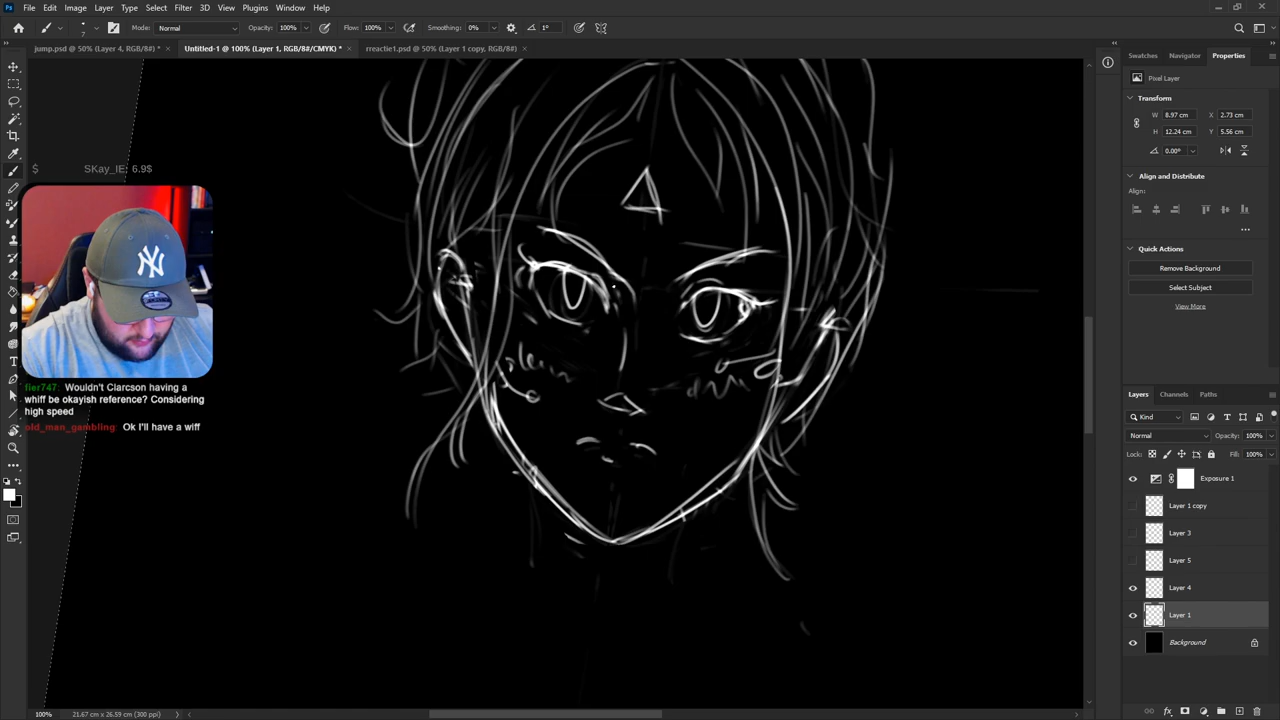 File Edit Image Layer Type Select Filter 3D View Plugins Window Help
7 Mode: Normal Opacity: 100% Flow: 100% Smoothing: 0% 1°
jump.psd @ 50% (Layer 4, RGB/8#) * × Untitled-1 @ 100% (Layer 1, RGB/8#/CMYK) * × rreactie1.psd @ 50% (Layer 1 copy, RGB/8#) ×
Swatches Navigator Properties
Pixel Layer
Transform
W 8.97 cm X 2.73 cm
H 12.24 cm Y 5.56 cm
0.00°
Align and Distribute
Align:
Quick Actions
Remove Background
Select Subject
View More
$ SKay_IE: 6.9$
NY
fier747: Wouldn't Clarcson having a
whiff be okayish reference? Considering
high speed
old_man_gambling: Ok I'll have a wiff
Layers Channels Paths
Kind
Normal Opacity: 100%
Lock: Fill: 100%
Exposure 1
Layer 1 copy
Layer 3
Layer 5
Layer 4
Layer 1
Background
100% 21.67 cm x 26.59 cm (300 ppi)